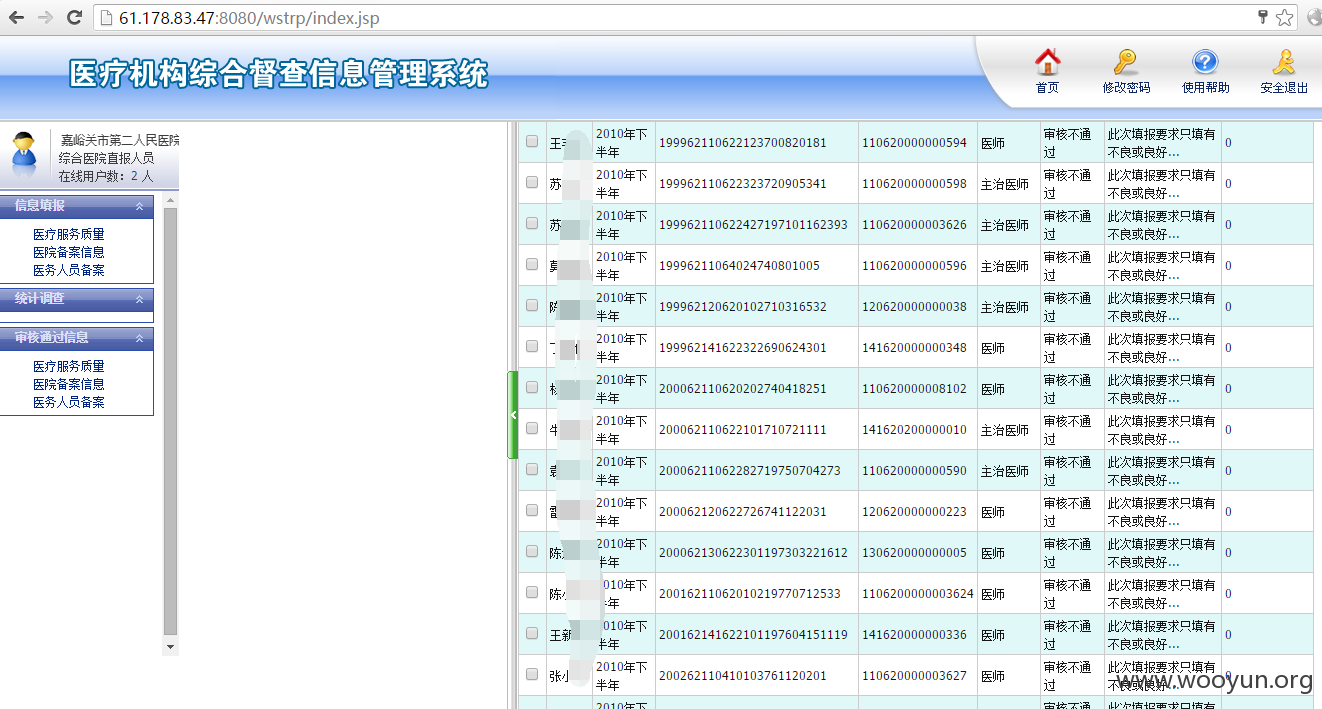 61.178.83.47:8080/wstrp/index.jsp
医疗机构综合督查信息管理系统
首页 修改密码 使用帮助 安全退出
嘉峪关市第二人民医院
综合医院直报人员
在线用户数：2 人
信息填报
医疗服务质量
医院备案信息
医务人员备案
统计调查
审核通过信息
医疗服务质量
医院备案信息
医务人员备案
王 2010年下半年 199962110622123700820181 110620000000594 医师 审核不通过 此次填报要求只填有不良或良好... 0
苏 2010年下半年 199962110622323720905341 110620000000598 主治医师 审核不通过 此次填报要求只填有不良或良好... 0
苏 2010年下半年 199962110622427197101162393 110620000003626 主治医师 审核不通过 此次填报要求只填有不良或良好... 0
2010年下半年 19996211064024740801005 110620000000596 主治医师 审核不通过 此次填报要求只填有不良或良好... 0
陈 2010年下半年 199962120620102710316532 120620000000038 主治医师 审核不通过 此次填报要求只填有不良或良好... 0
2010年下半年 199962141622322690624301 141620000000348 医师 审核不通过 此次填报要求只填有不良或良好... 0
杨 2010年下半年 200062110620202740418251 110620000008102 医师 审核不通过 此次填报要求只填有不良或良好... 0
牛 2010年下半年 200062110622101710721111 141620200000010 主治医师 审核不通过 此次填报要求只填有不良或良好... 0
袁 2010年下半年 20006211062282719750704273 110620000000590 主治医师 审核不通过 此次填报要求只填有不良或良好... 0
雷 2010年下半年 200062120622726741122031 120620000000223 医师 审核不通过 此次填报要求只填有不良或良好... 0
陈 2010年下半年 200062130622301197303221612 130620000000005 医师 审核不通过 此次填报要求只填有不良或良好... 0
陈小 2010年下半年 20016211062010219770712533 1106200000003624 医师 审核不通过 此次填报要求只填有不良或良好... 0
王新 2010年下半年 200162141622101197604151119 141620000000336 医师 审核不通过 此次填报要求只填有不良或良好... 0
张小 2010年下半年 200262110410103761120201 110620000003627 医师 审核不通过 此次填报要求只填有不良或良好... 0
2010年下 审核不通 此次填报要求只填有
www.wooyun.org